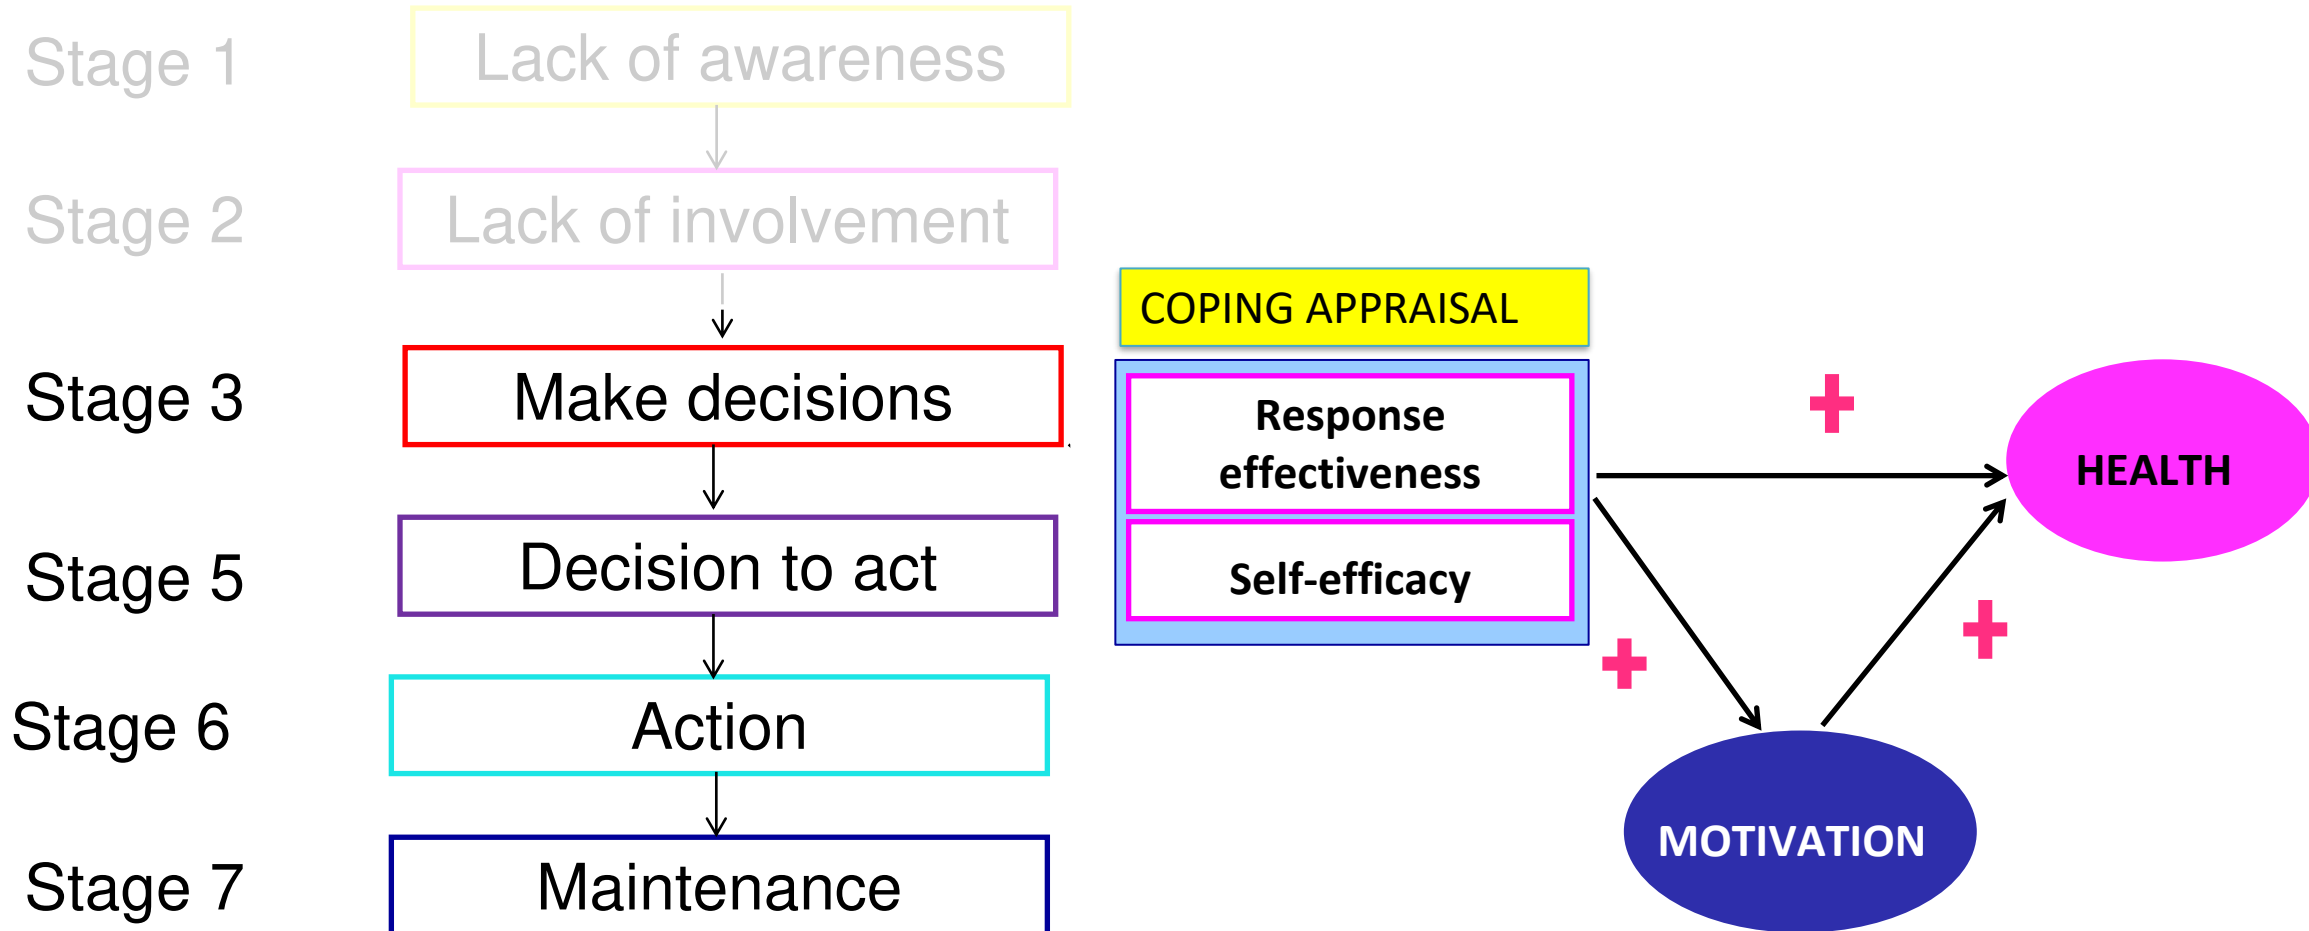 Stage 1
Lack of awareness
Stage 2
Lack of involvement
Stage 3
Make decisions
Stage 5
Decision to act
Stage 6
Action
Stage 7
Maintenance
COPING APPRAISAL
Response
effectiveness
Self-efficacy
HEALTH
MOTIVATION